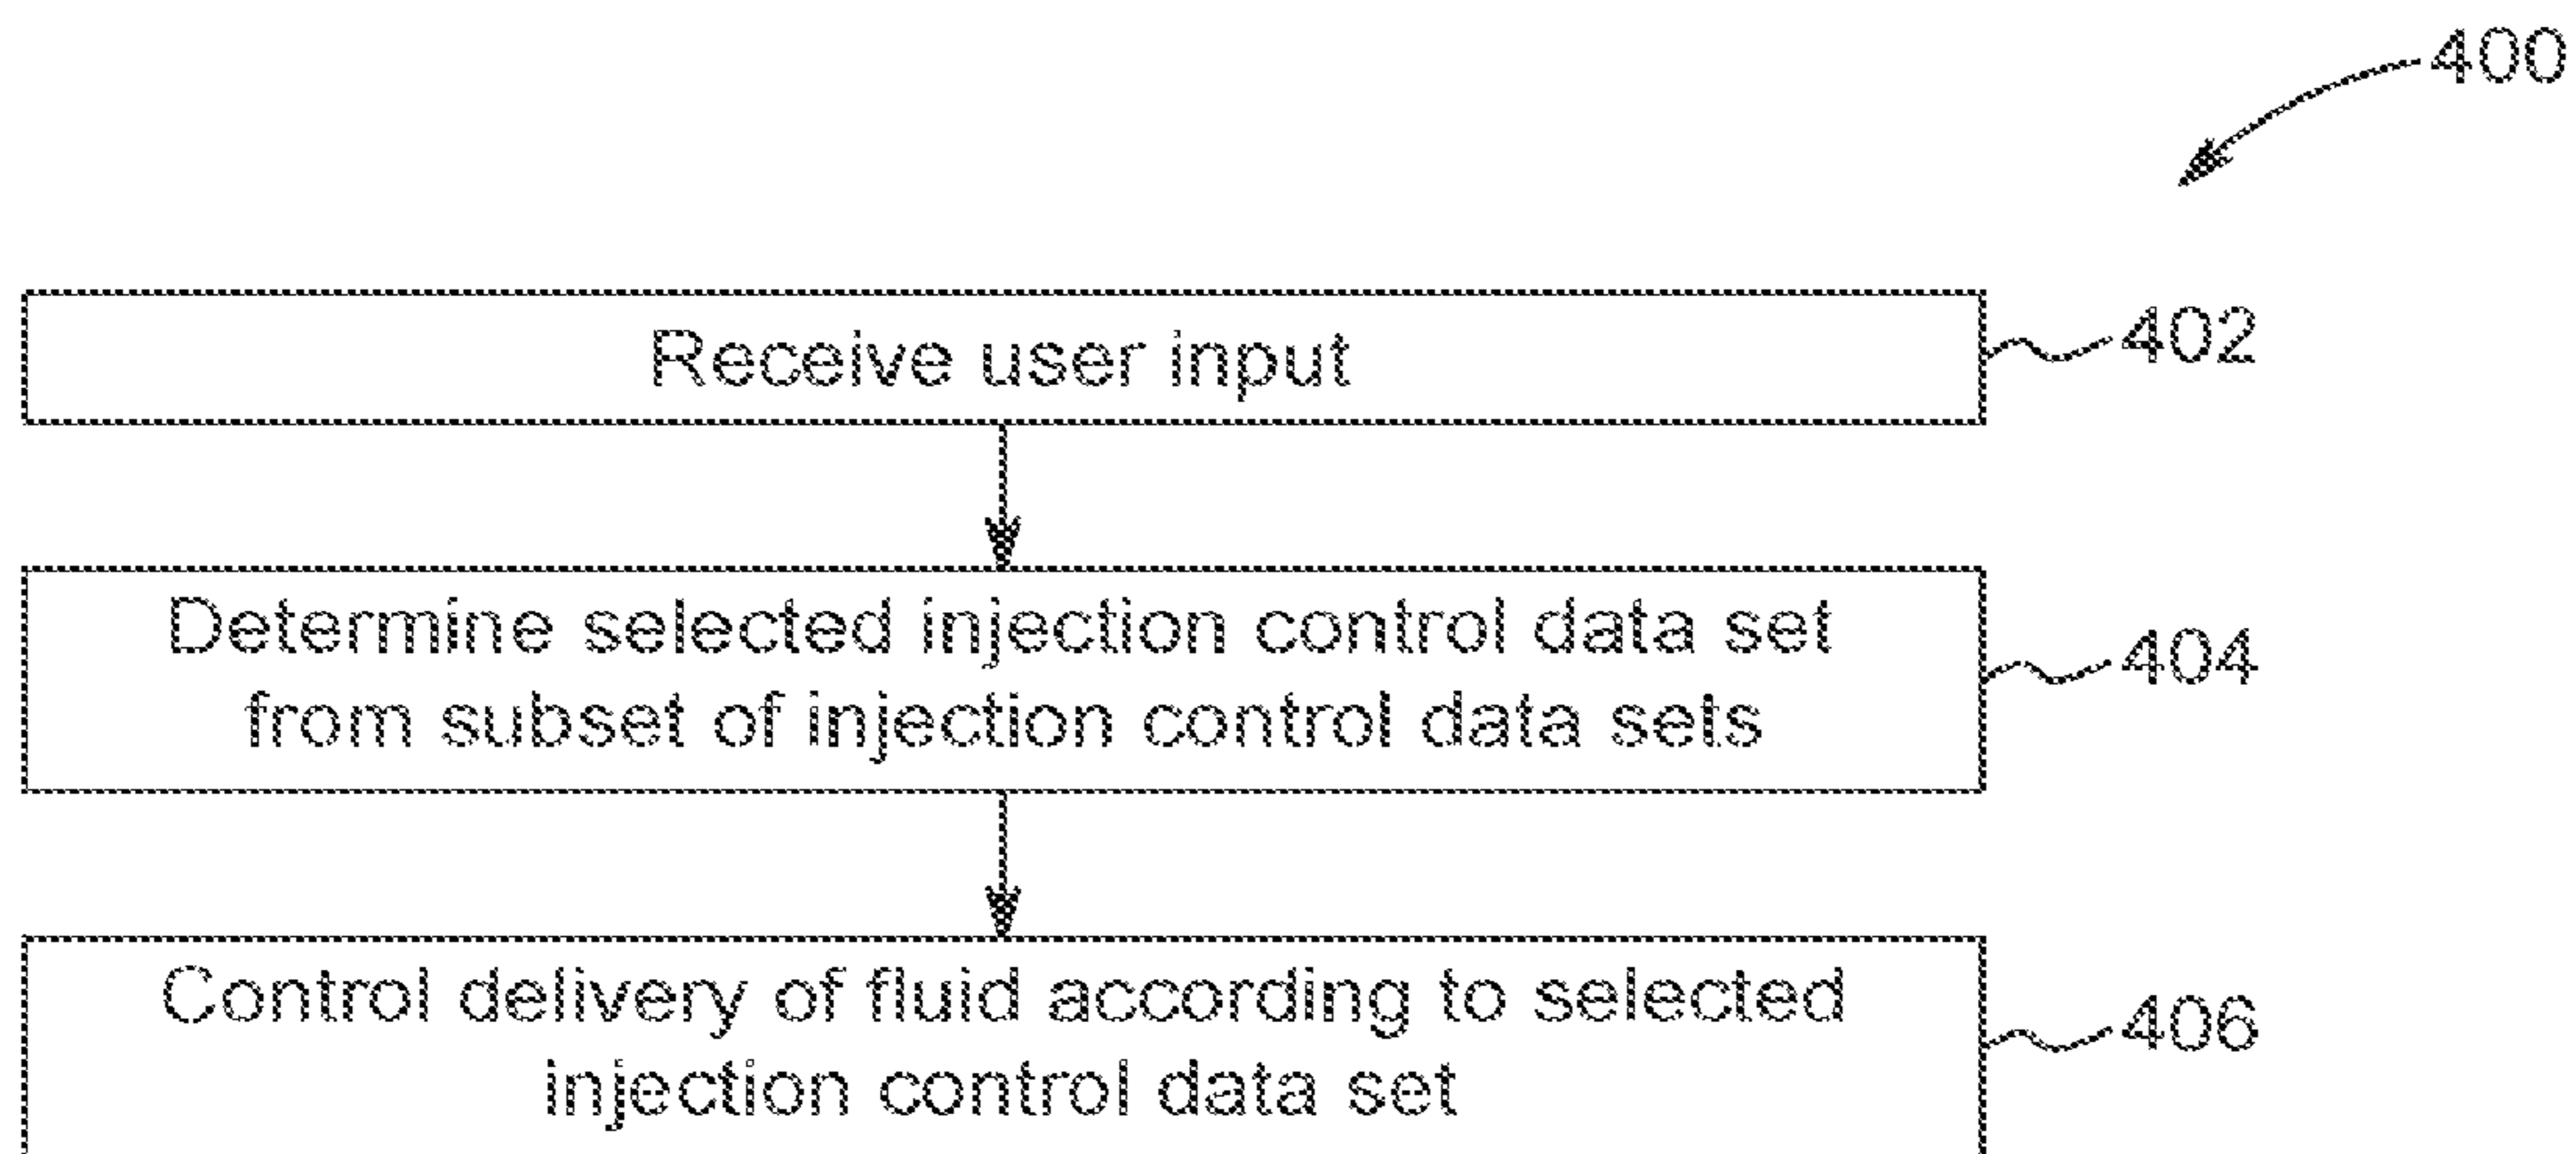 400
Receive user input
402
Determine selected injection control data set
from subset of injection control data sets
404
Control delivery of fluid according to selected
injection control data set
406